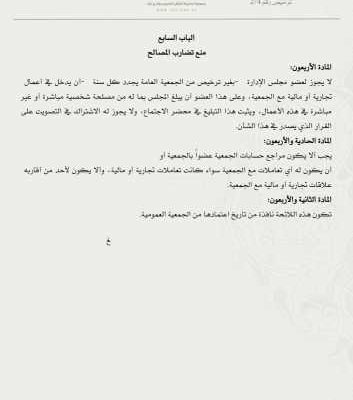 ترخيص رقم
الباب السابع
منع تضارب المصالح
المادة الأربعون:
لا يجوز لعضو مجلس الإدارة -بغير ترخيص من الجمعية العامة يجدد كل سنة -أن يدخل في أعمال
تجارية أو مالية مع الجمعية، وعلى هذا العضو أن يبلغ المجلس بما له من مصلحة شخصية مباشرة أو غير
مباشرة في هذه الأعمال، ويثبت هذا التبليغ في محضر الاجتماع، ولا يجوز له الاشتراك في التصويت على
القرار الذي يصدر في هذا الشأن.
المادة الحادية والأربعون:
يجب ألا يكون مراجع حسابات الجمعية عضواً بالجمعية أو
أن يكون له أي تعاملات مع الجمعية سواء كانت تعاملات تجارية أو مالية، وألا يكون لأحد من أقاربه
علاقات تجارية أو مالية مع الجمعية.
المادة الثانية والأربعون:
تكون هذه اللائحة نافذة من تاريخ اعتمادها من الجمعية العمومية.